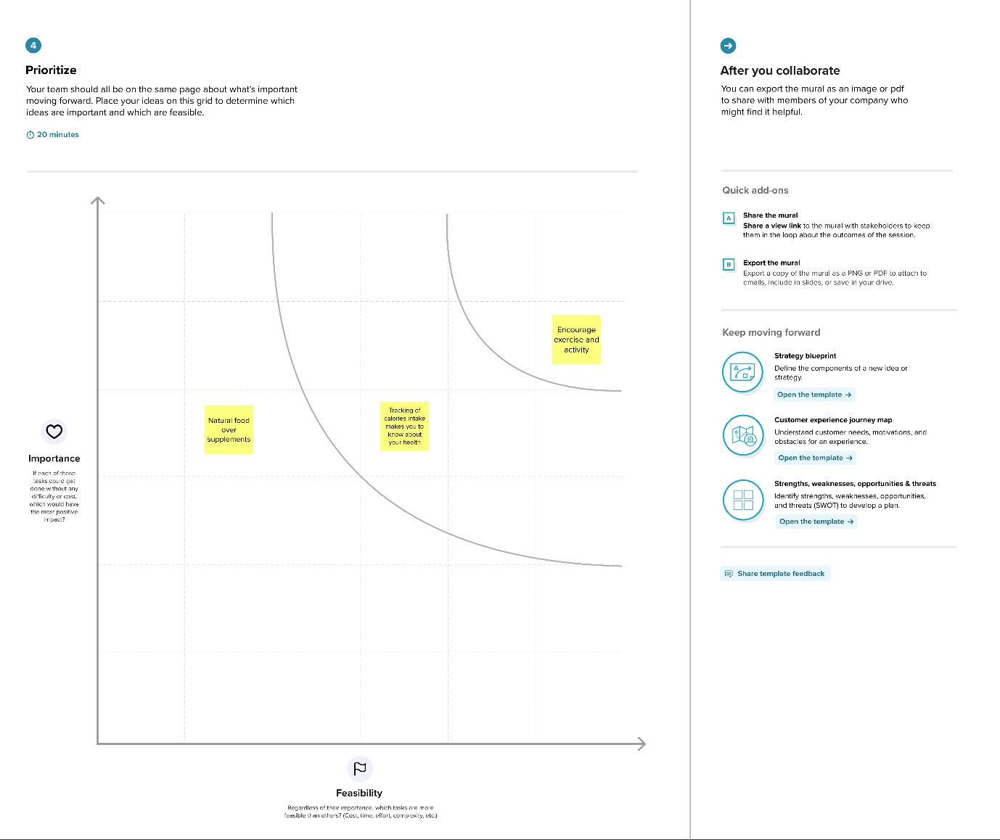 4
Prioritize
Your team should all be on the same page about what's important
moving forward. Place your ideas on this grid to determine which
ideas are important and which are feasible.
20 minutes
Encourage
exercise and
activity
Natural food
over
supplements
Tracking of
calories intake
makes you to
know about
your health
Importance
If each of these
tasks could get
done without any
difficulty or cost,
which would have
the most positive
impact?
Feasibility
Regardless of their importance, which tasks are more
feasible than others? (Cost, time, effort, complexity, etc.)
After you collaborate
You can export the mural as an image or pdf
to share with members of your company who
might find it helpful.
Quick add-ons
A
Share the mural
Share a view link to the mural with stakeholders to keep
them in the loop about the outcomes of the session.
B
Export the mural
Export a copy of the mural as a PNG or PDF to attach to
emails, include in slides, or save in your drive.
Keep moving forward
Strategy blueprint
Define the components of a new idea or
strategy.
Open the template →
Customer experience journey map
Understand customer needs, motivations, and
obstacles for an experience.
Open the template →
Strengths, weaknesses, opportunities & threats
Identify strengths, weaknesses, opportunities,
and threats (SWOT) to develop a plan.
Open the template →
Share template feedback